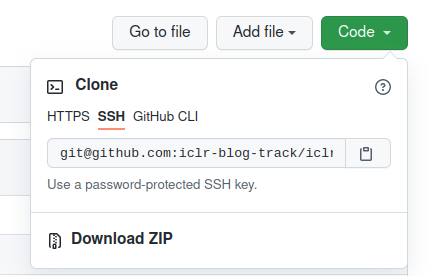 Go to file Add file Code
Clone
HTTPS SSH GitHub CLI
git@github.com:iclr-blog-track/iclr
Use a password-protected SSH key.
Download ZIP